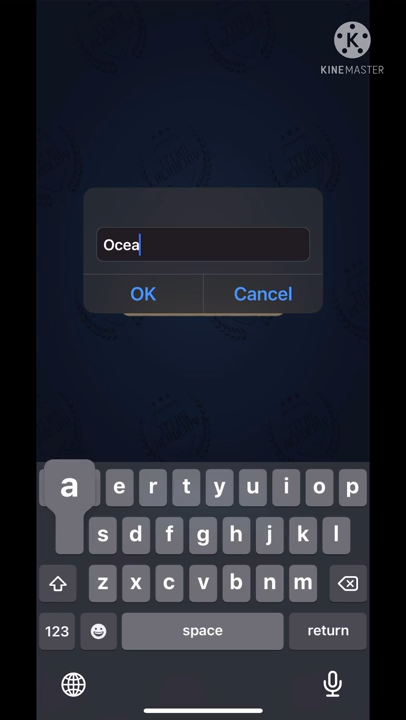 K
KINEMASTER
Ocea
OK
Cancel
a
e r t y u i o p
s d f g h j k l
z x c v b n m
123
space
return